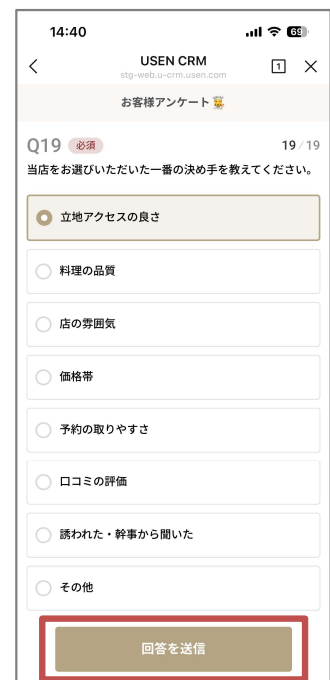 14:40
69
USEN CRM
1
stg-web.u-crm.usen.com
お客様アンケート
Q19 必須 19/19
当店をお選びいただいた一番の決め手を教えてください。
立地アクセスの良さ
料理の品質
店の雰囲気
価格帯
予約の取りやすさ
口コミの評価
誘われた・幹事から聞いた
その他
回答を送信